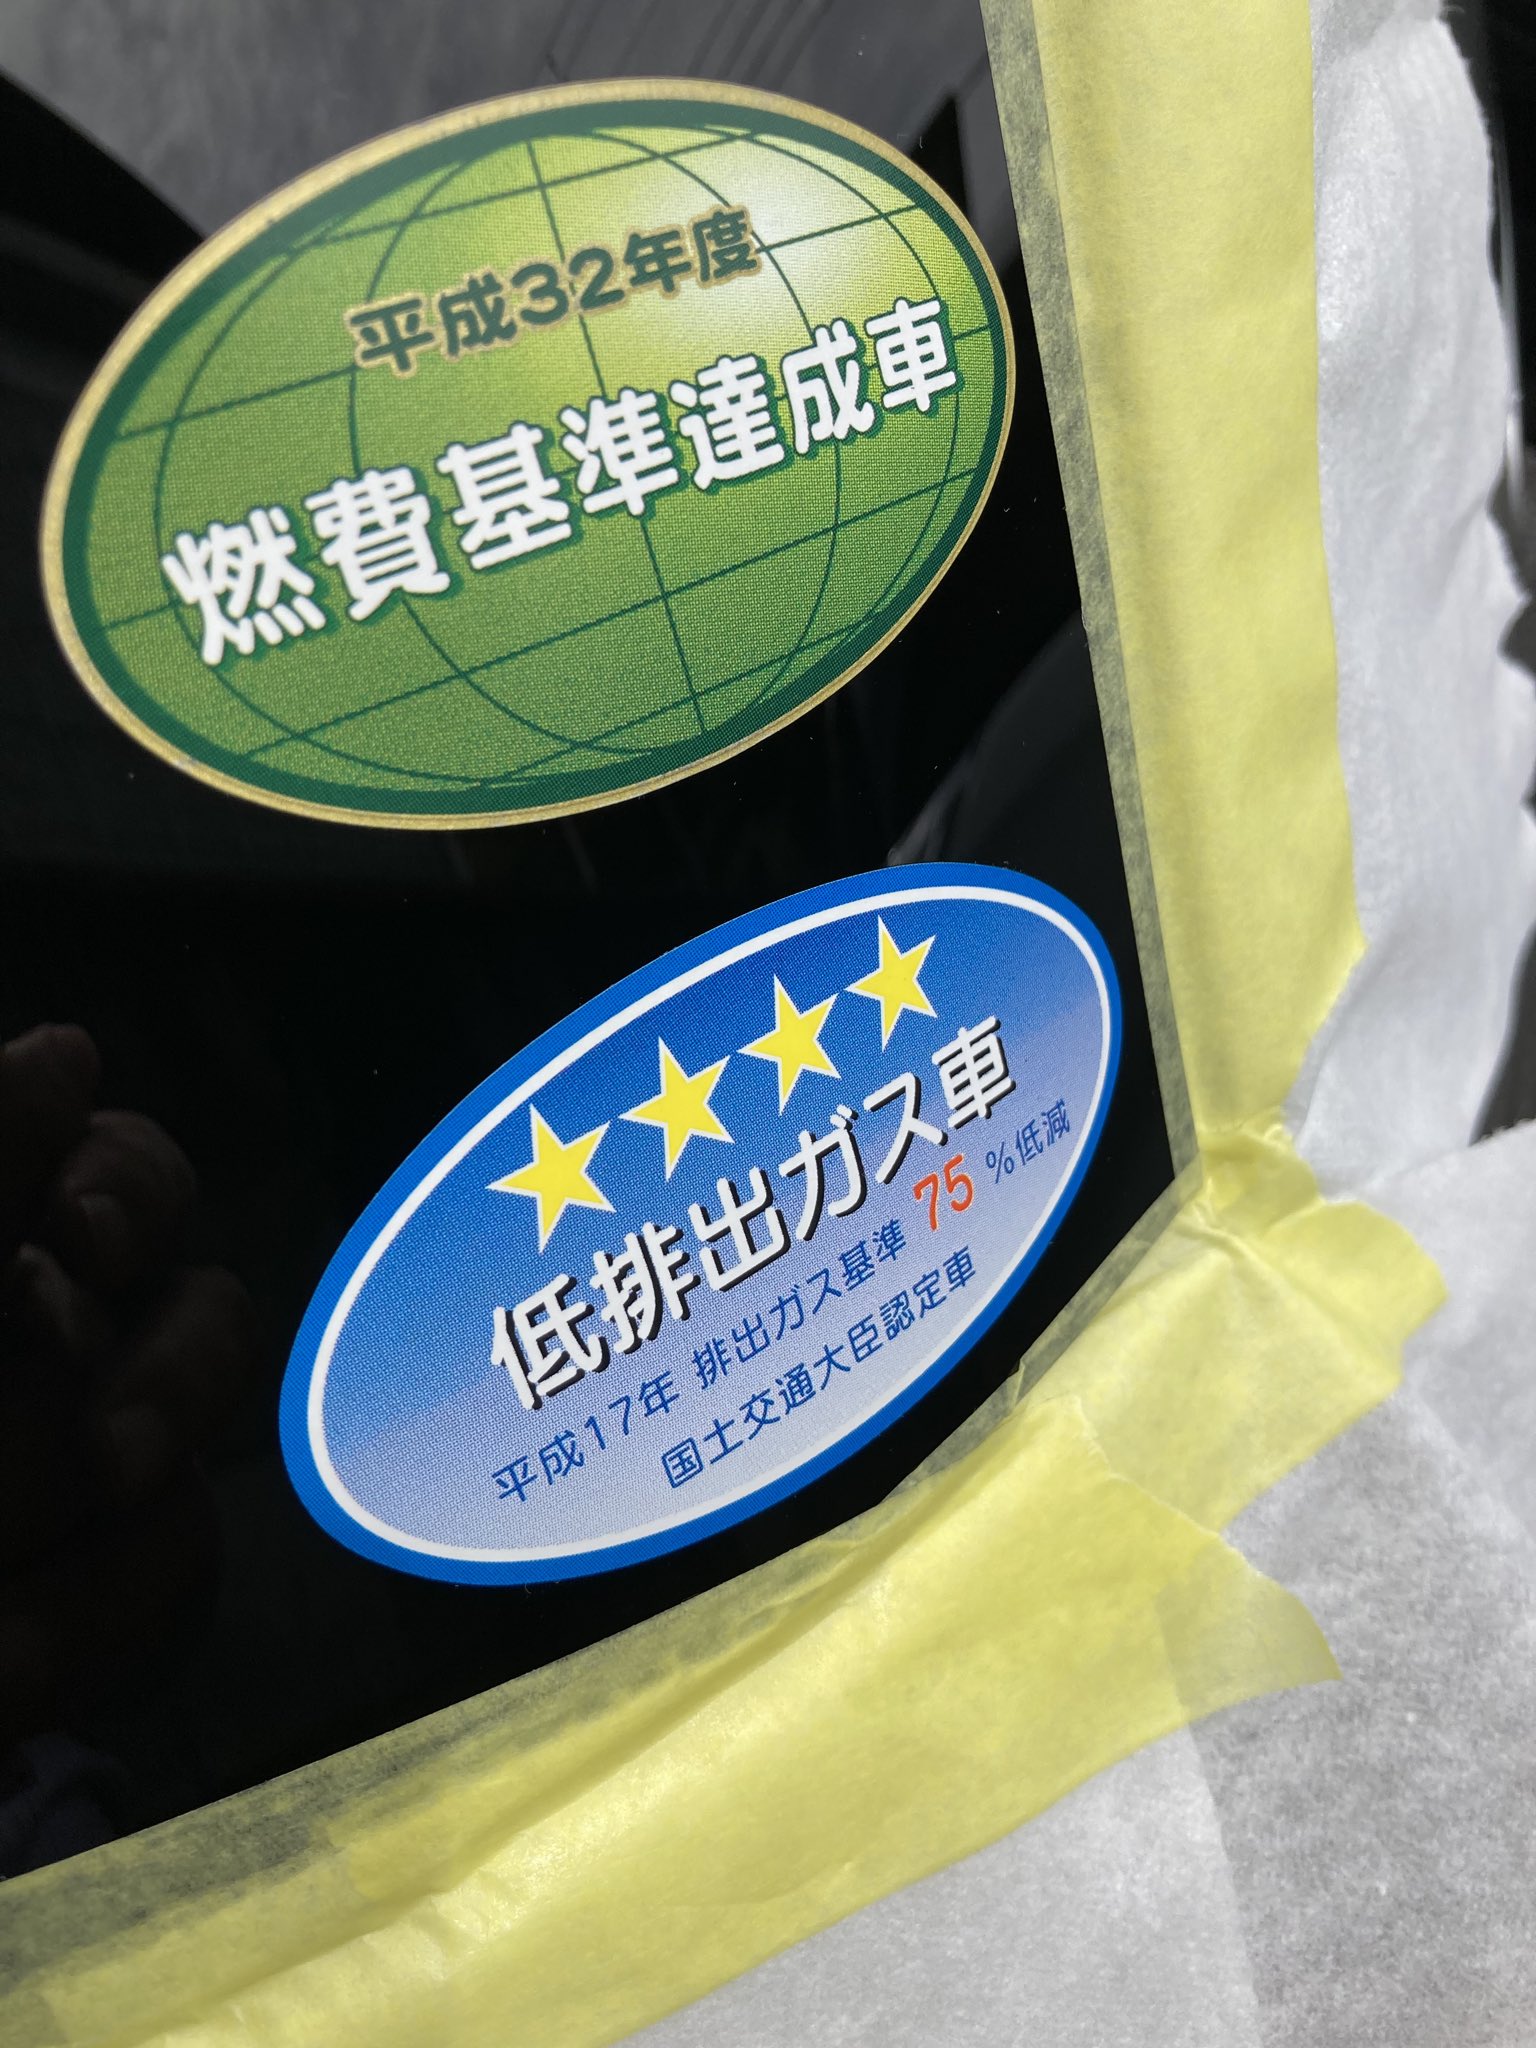 平成32年度
燃費基準達成車
低排出ガス車
平成17年 排出ガス基準 75 %低減
国土交通大臣認定車